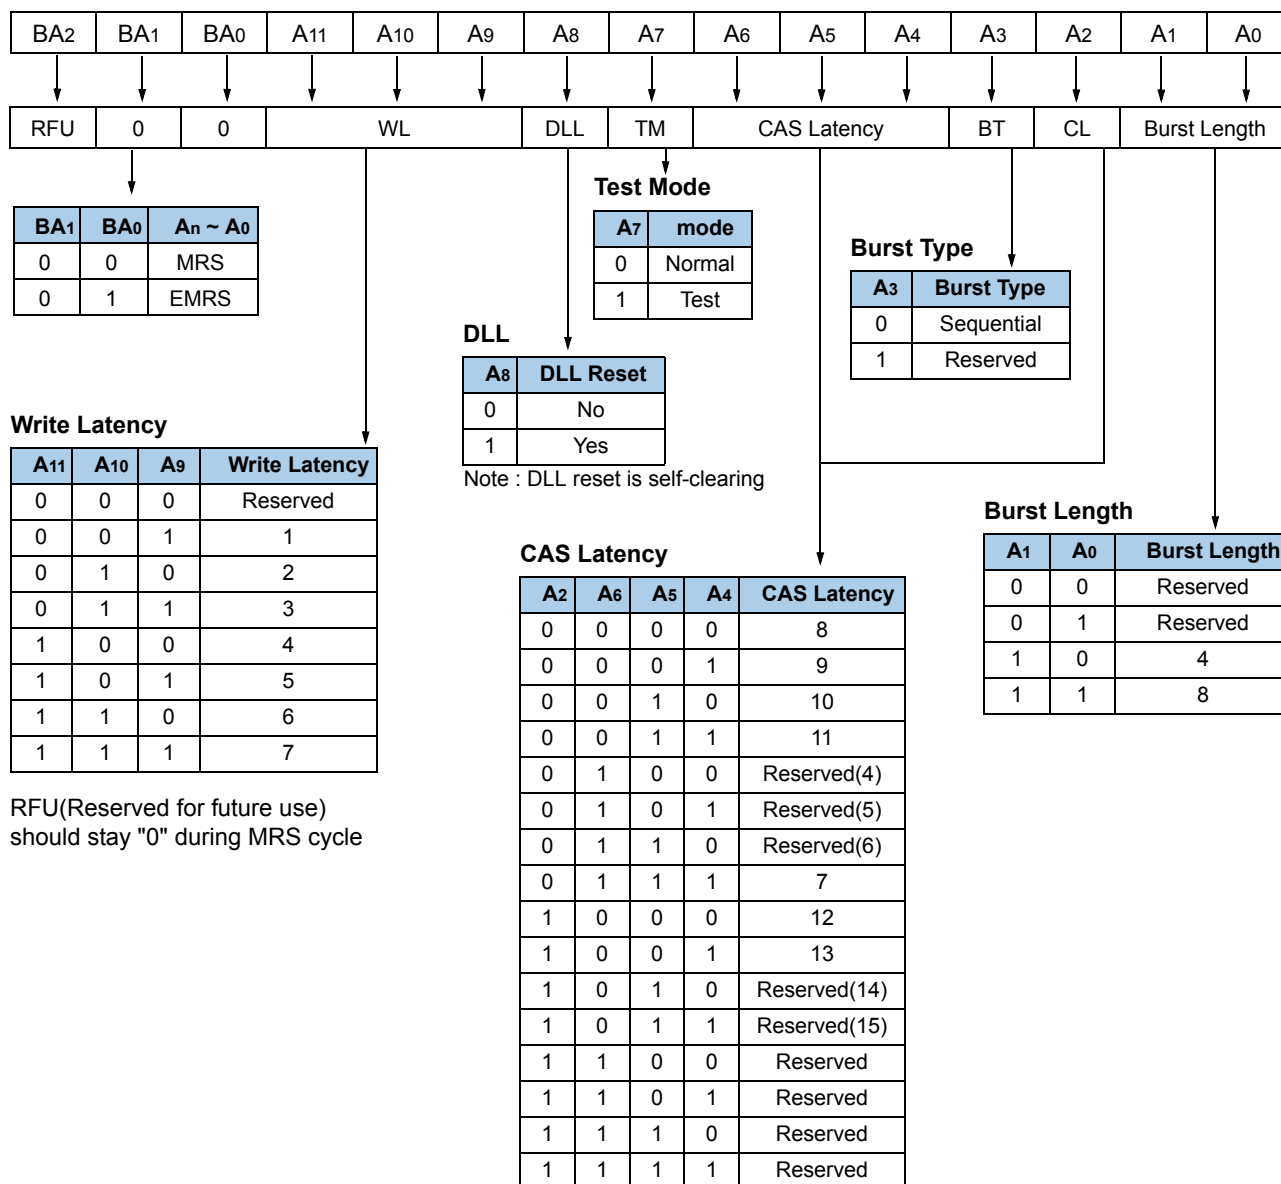 BA2 BA1 BA0 A11 A10 A9 A8 A7 A6 A5 A4 A3 A2 A1 A0
RFU 0 0 WL DLL TM CAS Latency BT CL Burst Length
BA1 BA0 An ~ A0
0 0 MRS
0 1 EMRS
Test Mode
A7 mode
0 Normal
1 Test
Burst Type
A3 Burst Type
0 Sequential
1 Reserved
DLL
A8 DLL Reset
0 No
1 Yes
Note : DLL reset is self-clearing
Write Latency
A11 A10 A9 Write Latency
0 0 0 Reserved
0 0 1 1
0 1 0 2
0 1 1 3
1 0 0 4
1 0 1 5
1 1 0 6
1 1 1 7
RFU(Reserved for future use)
should stay "0" during MRS cycle
CAS Latency
A2 A6 A5 A4 CAS Latency
0 0 0 0 8
0 0 0 1 9
0 0 1 0 10
0 0 1 1 11
0 1 0 0 Reserved(4)
0 1 0 1 Reserved(5)
0 1 1 0 Reserved(6)
0 1 1 1 7
1 0 0 0 12
1 0 0 1 13
1 0 1 0 Reserved(14)
1 0 1 1 Reserved(15)
1 1 0 0 Reserved
1 1 0 1 Reserved
1 1 1 0 Reserved
1 1 1 1 Reserved
Burst Length
A1 A0 Burst Length
0 0 Reserved
0 1 Reserved
1 0 4
1 1 8